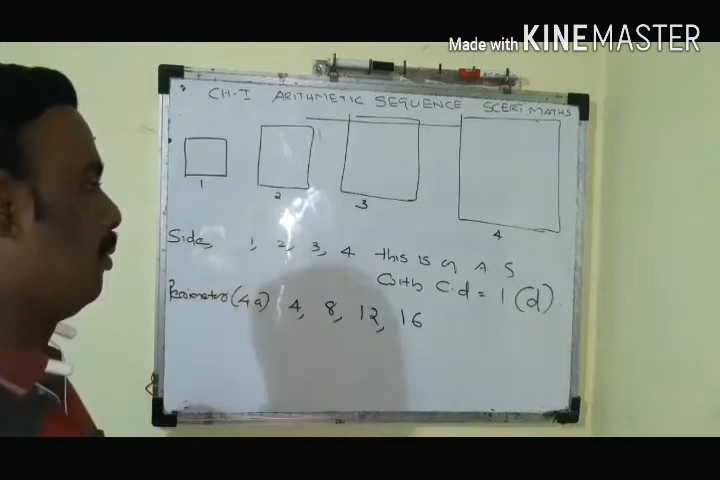 Made with KINEMASTER
CH-I ARITHMETIC SEQUENCE SCERT MATHS
1 2 3 4
Side, 1, 2, 3, 4 this is a A S
with C.d = 1 (d).
Perimeter (4a) 4, 8, 12, 16